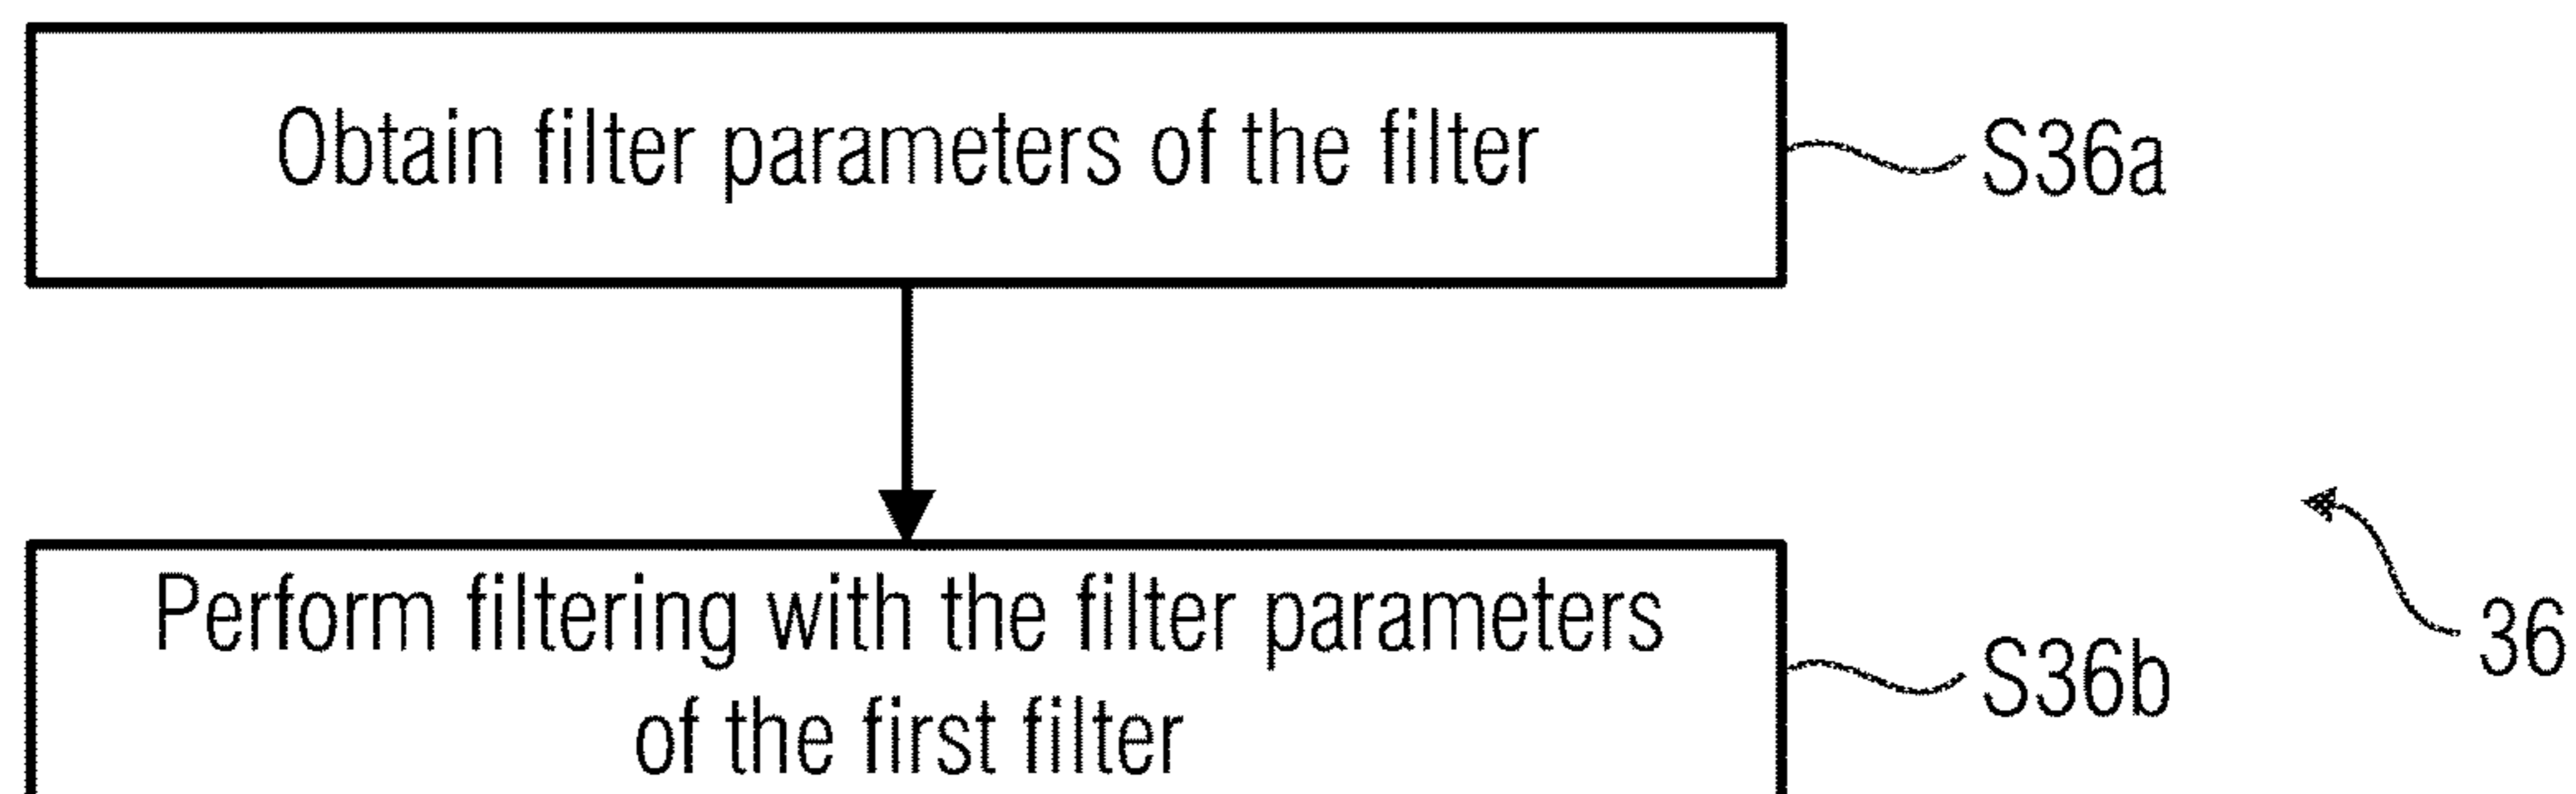 Obtain filter parameters of the filter
S36a
Perform filtering with the filter parameters
of the first filter
S36b
36